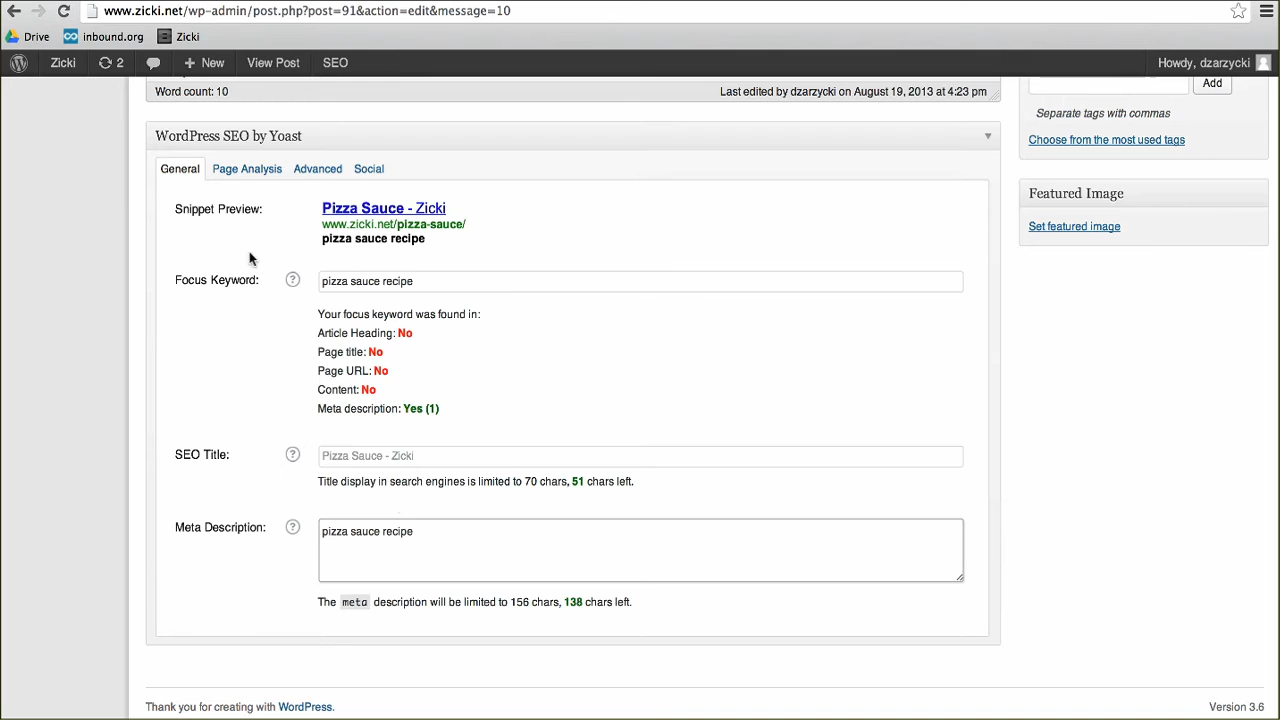 www.zicki.net/wp-admin/post.php?post=91&action=edit&message=10
Drive inbound.org Zicki
Zicki 2 New View Post SEO Howdy, dzarzycki
Word count: 10 Last edited by dzarzycki on August 19, 2013 at 4:23 pm
Add
Separate tags with commas
Choose from the most used tags
WordPress SEO by Yoast
General Page Analysis Advanced Social
Featured Image
Set featured image
Snippet Preview: Pizza Sauce - Zicki
www.zicki.net/pizza-sauce/
pizza sauce recipe
Focus Keyword: ? pizza sauce recipe
Your focus keyword was found in:
Article Heading: No
Page title: No
Page URL: No
Content: No
Meta description: Yes (1)
SEO Title: ? Pizza Sauce - Zicki
Title display in search engines is limited to 70 chars, 51 chars left.
Meta Description: ? pizza sauce recipe
The meta description will be limited to 156 chars, 138 chars left.
Thank you for creating with WordPress. Version 3.6